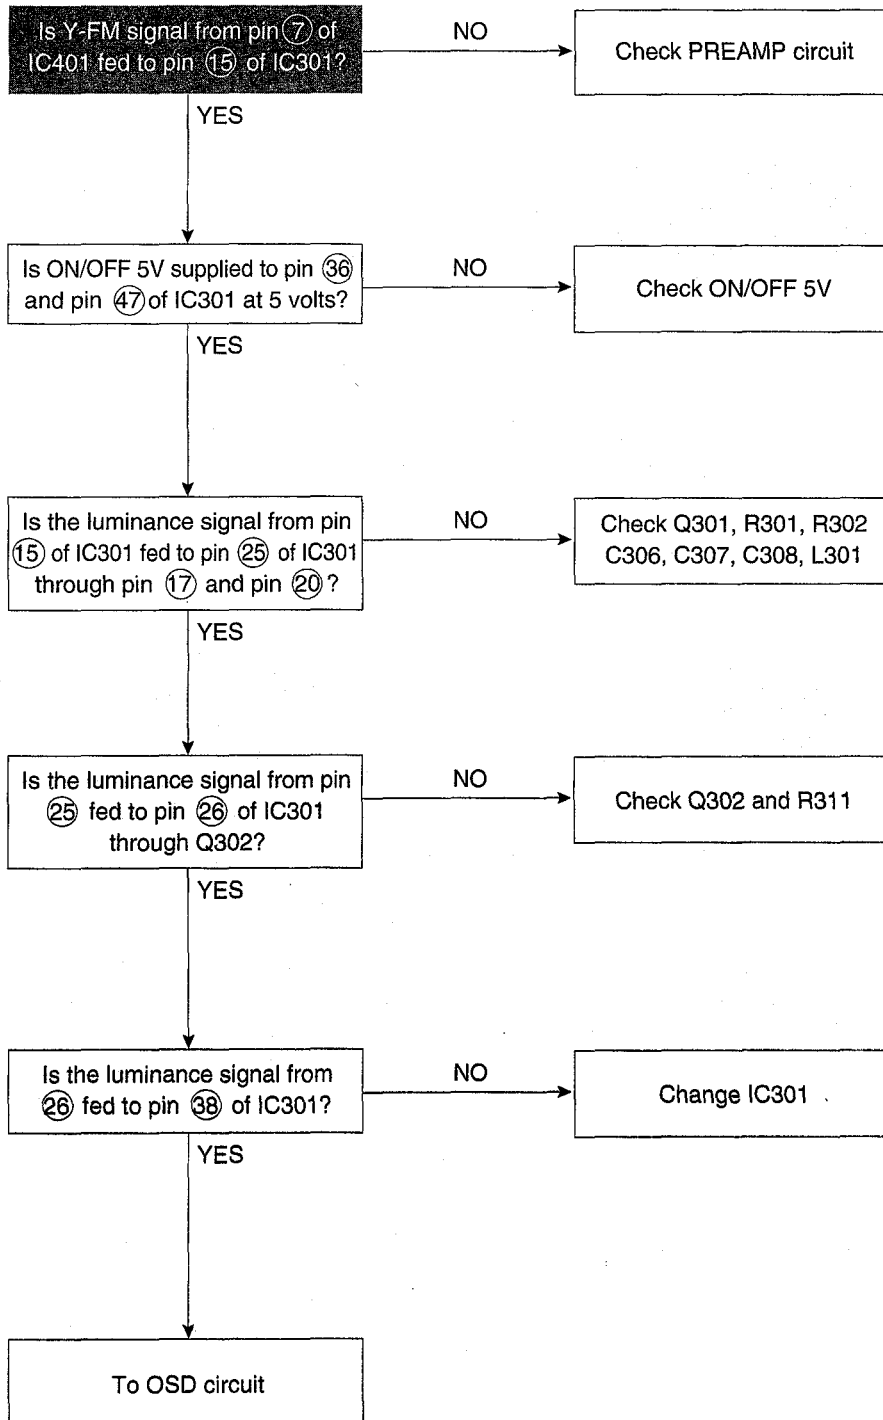 Is Y-FM signal from pin ⑦ of
IC401 fed to pin ⑮ of IC301?
NO
Check PREAMP circuit
YES
Is ON/OFF 5V supplied to pin ㊱
and pin ㊼ of IC301 at 5 volts?
NO
Check ON/OFF 5V
YES
Is the luminance signal from pin
⑮ of IC301 fed to pin ㉕ of IC301
through pin ⑰ and pin ⑳ ?
NO
Check Q301, R301, R302
C306, C307, C308, L301
YES
Is the luminance signal from pin
㉕ fed to pin ㉖ of IC301
through Q302?
NO
Check Q302 and R311
YES
Is the luminance signal from
㉖ fed to pin ㊳ of IC301?
NO
Change IC301
YES
To OSD circuit